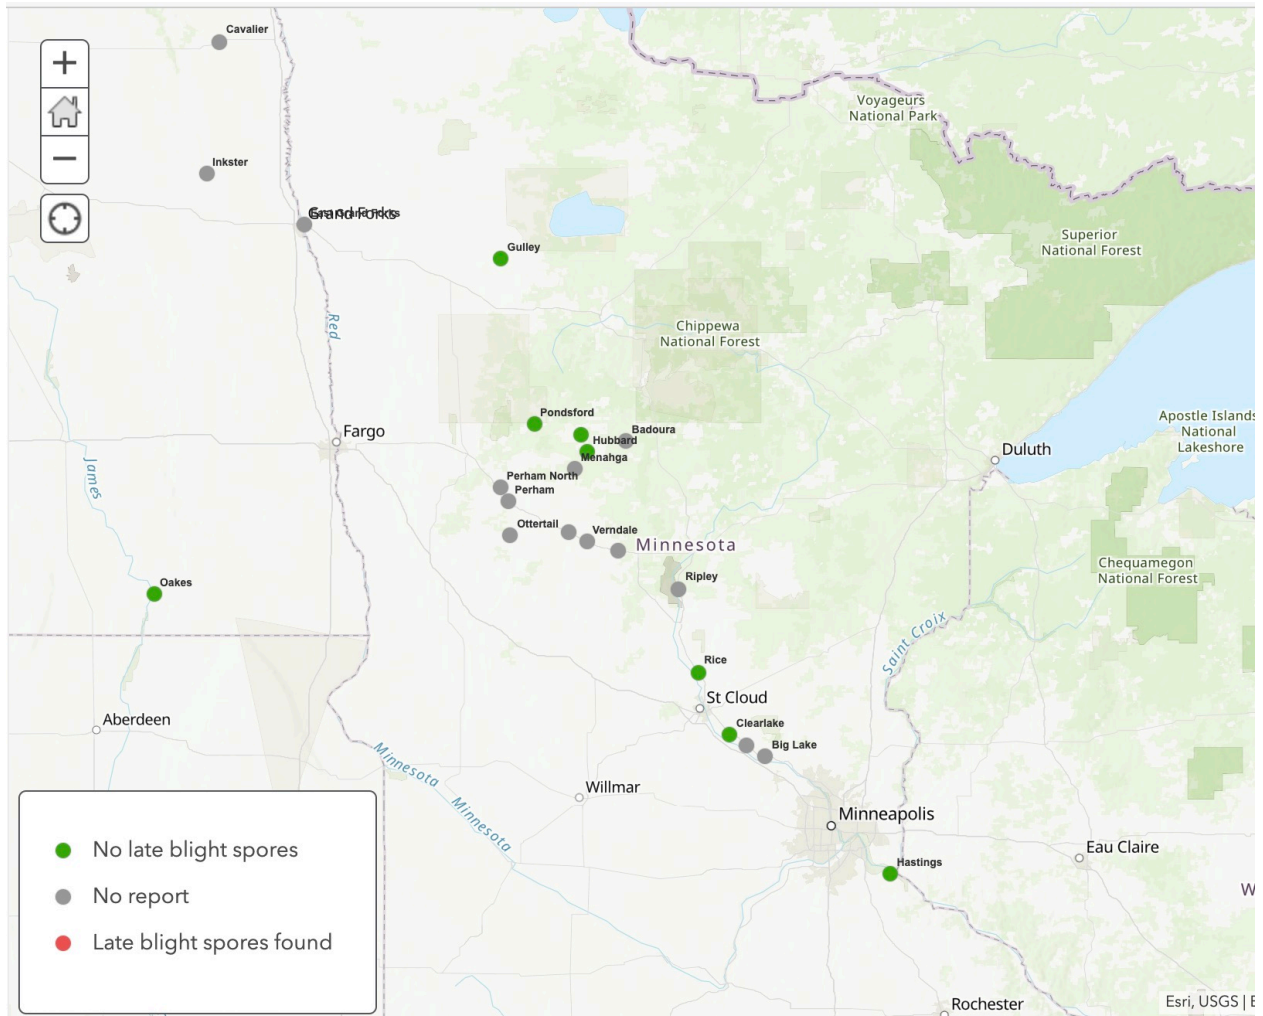 Cavalier
Voyageurs
National Park
Inkster
Grand Forks
Superior
National Forest
Gulley
Red
Chippewa
National Forest
Pondsford
Badoura
Hubbard
Menahga
Fargo
Apostle Islands
National
Lakeshore
Duluth
James
Perham North
Perham
Ottertail
Verndale
Minnesota
Chequamegon
National Forest
Oakes
Ripley
Saint Croix
Rice
St Cloud
Aberdeen
Clearlake
Big Lake
Minnesota
Minnesota
Willmar
Minneapolis
Eau Claire
Hastings
W
No late blight spores
No report
Late blight spores found
Rochester
Esri, USGS | E